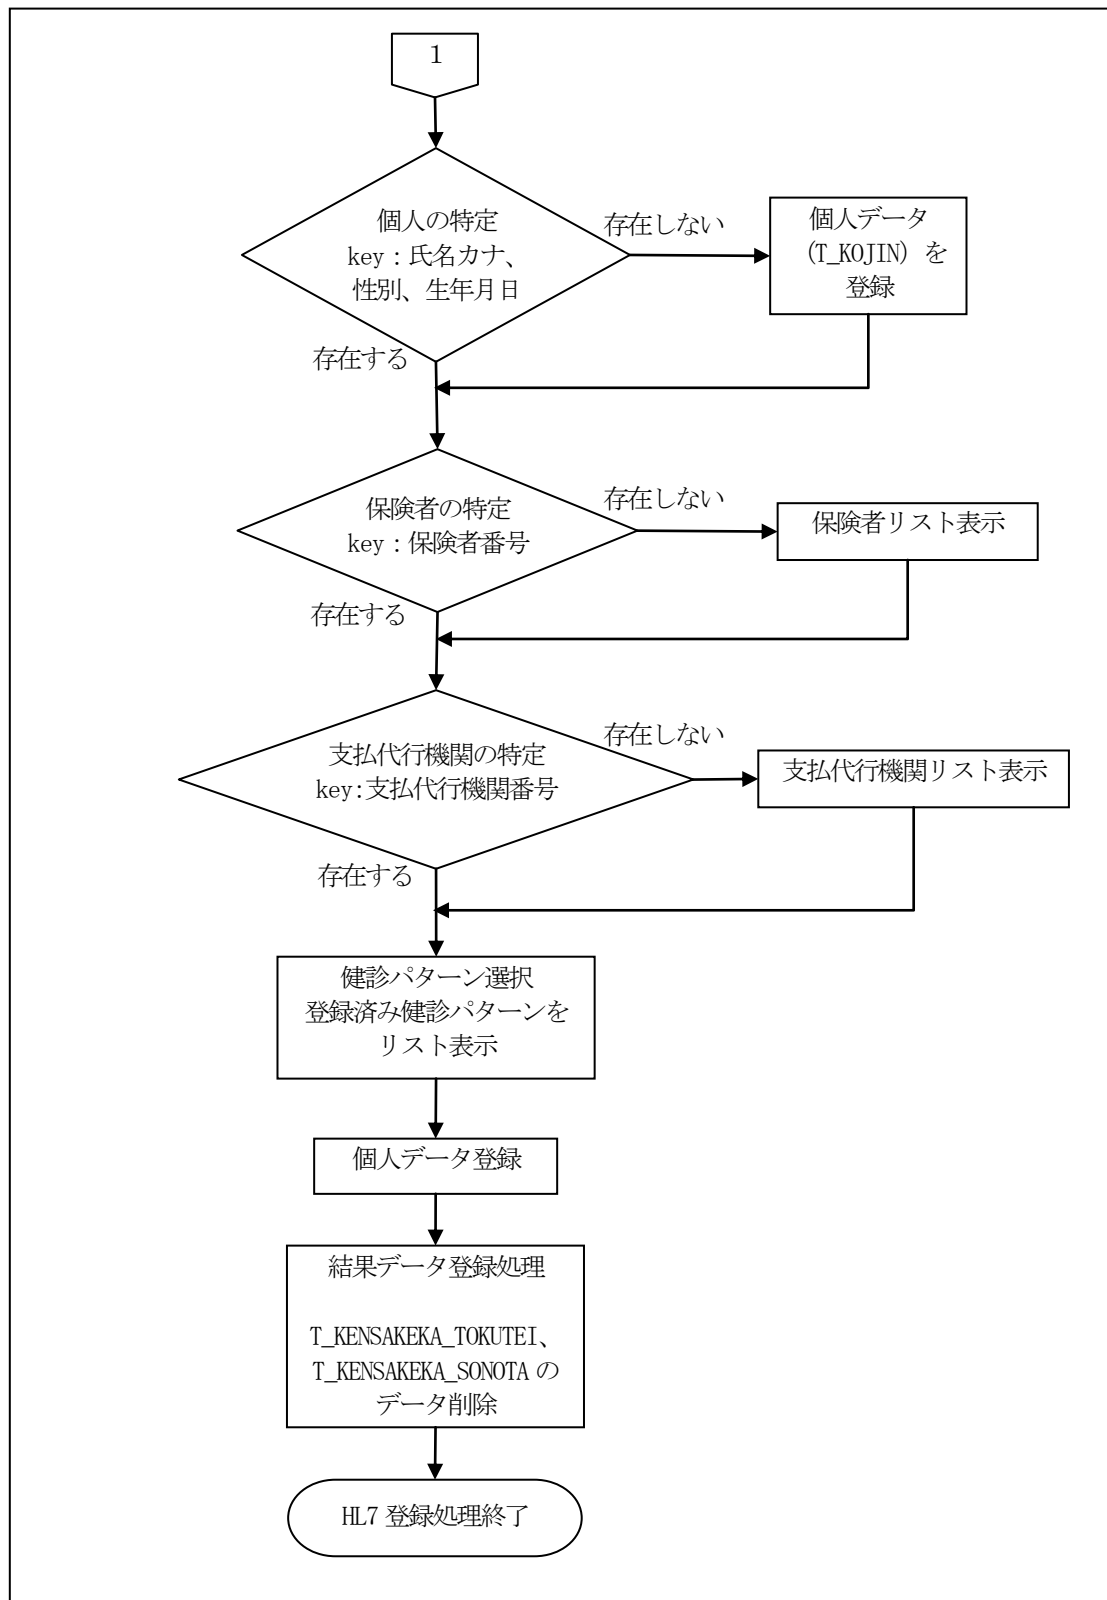 1
個人の特定
key：氏名カナ、
性別、生年月日
存在しない
個人データ
（T_KOJIN）を
登録
存在する
保険者の特定
key：保険者番号
存在しない
保険者リスト表示
存在する
支払代行機関の特定
key:支払代行機関番号
存在しない
支払代行機関リスト表示
存在する
健診パターン選択
登録済み健診パターンを
リスト表示
個人データ登録
結果データ登録処理
T_KENSAKEKA_TOKUTEI、
T_KENSAKEKA_SONOTA の
データ削除
HL7 登録処理終了